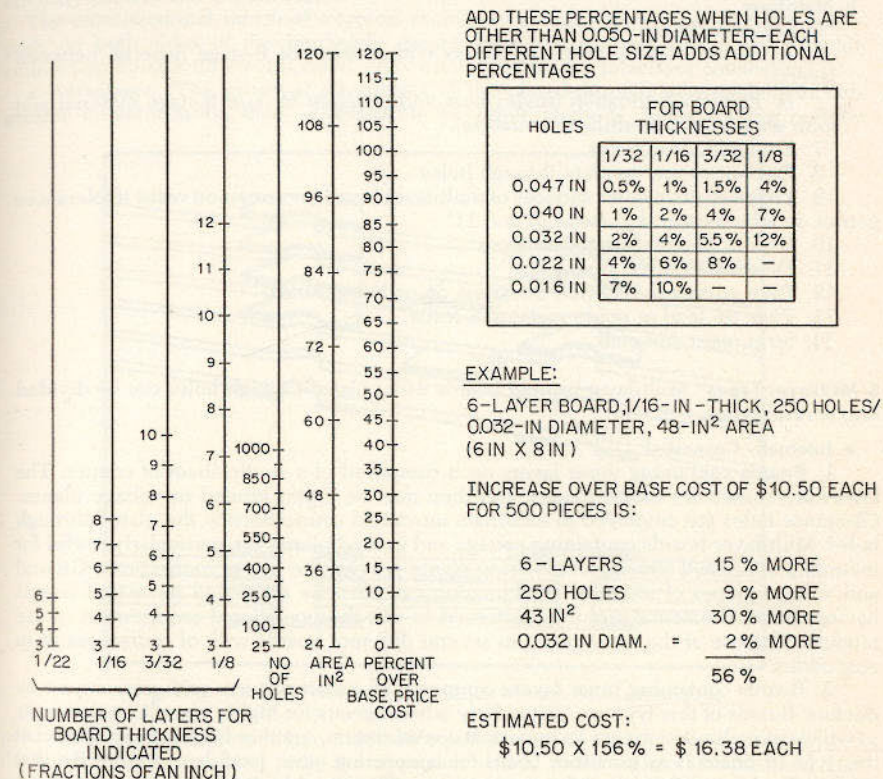 ADD THESE PERCENTAGES WHEN HOLES ARE
OTHER THAN 0.050-IN DIAMETER-EACH
DIFFERENT HOLE SIZE ADDS ADDITIONAL
PERCENTAGES
HOLES
FOR BOARD
THICKNESSES
1/32 1/16 3/32 1/8
0.047 IN 0.5% 1% 1.5% 4%
0.040 IN 1% 2% 4% 7%
0.032 IN 2% 4% 5.5% 12%
0.022 IN 4% 6% 8% –
0.016 IN 7% 10% – –
EXAMPLE:
6-LAYER BOARD, 1/16-IN-THICK, 250 HOLES/
0.032-IN DIAMETER, 48-IN² AREA
(6 IN X 8 IN)
INCREASE OVER BASE COST OF $10.50 EACH
FOR 500 PIECES IS:
6-LAYERS 15 % MORE
250 HOLES 9 % MORE
43 IN² 30 % MORE
0.032 IN DIAM. = 2% MORE
56 %
ESTIMATED COST:
$10.50 X 156 % = $ 16.38 EACH
6
5
4
3
1/22
8
7
6
5
4
3
1/16
10
9
8
7
6
5
4
3
3/32
12
11
10
9
8
7
6
5
4
3
1/8
1000
850
700
550
400
250
100
25
NO
OF
HOLES
120
108
96
84
72
60
48
36
24
AREA
IN²
120
115
110
105
100
95
90
85
80
75
70
65
60
55
50
45
40
35
30
25
20
15
10
5
0
PERCENT
OVER
BASE PRICE
COST
NUMBER OF LAYERS FOR
BOARD THICKNESS
INDICATED
(FRACTIONS OF AN INCH)